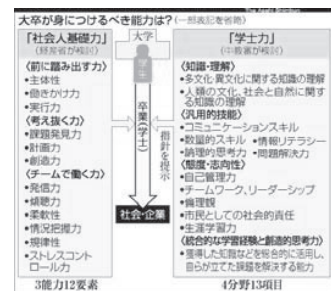 The Asahi Shimbun
大卒が身につけるべき能力は?(一部表記を省略)
「社会人基礎力」
(経産省が検討)
〈前に踏み出す力〉
・主体性
・働きかけ力
・実行力
〈考え抜く力〉
・課題発見力
・計画力
・創造力
〈チームで働く力〉
・発信力
・傾聴力
・柔軟性
・情況把握力
・規律性
・ストレスコント
ロール力
3能力12要素
大学
学生
卒業(学士)
指針を提示
社会・企業
「学士力」
(中教審が検討)
〈知識・理解〉
・多文化・異文化に関する知識の理解
・人類の文化、社会と自然に関す
る知識の理解
〈汎用的技能〉
・コミュニケーションスキル
・数量的スキル ・情報リテラシー
・論理的思考力 ・問題解決力
〈態度・志向性〉
・自己管理力
・チームワーク、リーダーシップ
・倫理観
・市民としての社会的責任
・生涯学習力
〈統合的な学習経験と創造的思考力〉
・獲得した知識などを総合的に活用し、
自らが立てた課題を解決する能力
4分野13項目